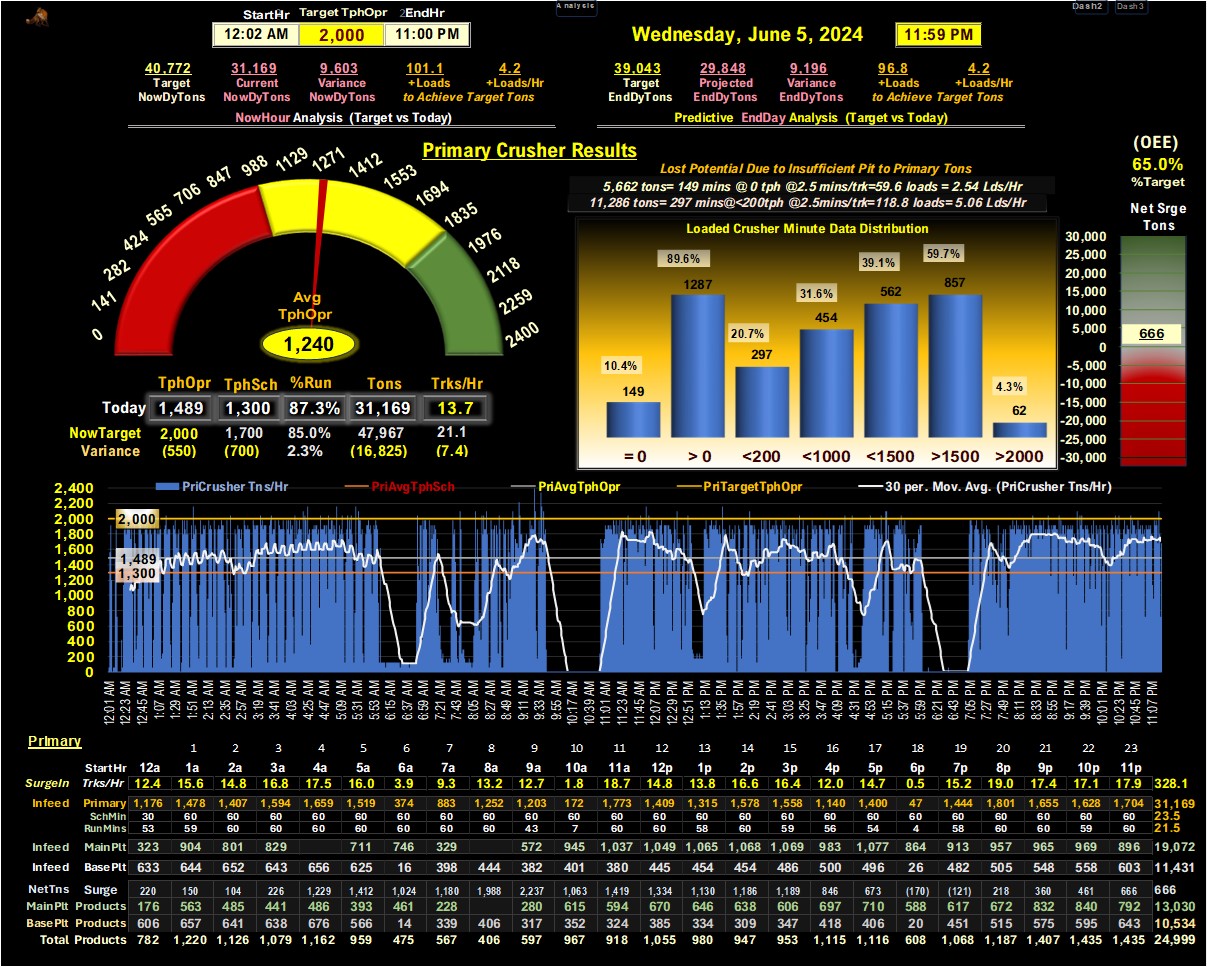 Analysis
Dash2 Dash3
StartHr Target TphOpr 2EndHr
12:02 AM 2,000 11:00 PM
Wednesday, June 5, 2024 11:59 PM
40,772 31,169 9,603 101.1 4.2
Target Current Variance +Loads +Loads/Hr
NowDyTons NowDyTons NowDyTons to Achieve Target Tons
NowHour Analysis (Target vs Today)
39,043 29,848 9,196 96.8 4.2
Target Projected Variance +Loads +Loads/Hr
EndDyTons EndDyTons EndDyTons to Achieve Target Tons
Predictive EndDay Analysis (Target vs Today)
(OEE)
65.0%
%Target
Net Srge
Tons
30,000
25,000
20,000
15,000
10,000
5,000
666
0
-5,000
-10,000
-15,000
-20,000
-25,000
-30,000
Primary Crusher Results
0 141 282 424 565 706 847 988 1129 1271 1412 1553 1694 1835 1976 2118 2259 2400
Avg
TphOpr
1,240
TphOpr TphSch %Run Tons Trks/Hr
Today 1,489 1,300 87.3% 31,169 13.7
NowTarget 2,000 1,700 85.0% 47,967 21.1
Variance (550) (700) 2.3% (16,825) (7.4)
Lost Potential Due to Insufficient Pit to Primary Tons
5,662 tons= 149 mins @ 0 tph @2.5 mins/trk=59.6 loads = 2.54 Lds/Hr
11,286 tons= 297 mins@<200tph @2.5mins/trk=118.8 loads= 5.06 Lds/Hr
Loaded Crusher Minute Data Distribution
10.4% 89.6% 20.7% 31.6% 39.1% 59.7% 4.3%
149 1287 297 454 562 857 62
= 0 > 0 <200 <1000 <1500 >1500 >2000
PriCrusher Tns/Hr PriAvgTphSch PriAvgTphOpr PriTargetTphOpr 30 per. Mov. Avg. (PriCrusher Tns/Hr)
2,400
2,200
2,000
1,800
1,600
1,400
1,200
1,000
800
600
400
200
0
2,000
1,489
1,300
12:01 AM 12:23 AM 12:45 AM 1:07 AM 1:29 AM 1:51 AM 2:13 AM 2:35 AM 2:57 AM 3:19 AM 3:41 AM 4:03 AM 4:25 AM 4:47 AM 5:09 AM 5:31 AM 5:53 AM 6:15 AM 6:37 AM 6:59 AM 7:21 AM 7:43 AM 8:05 AM 8:27 AM 8:49 AM 9:11 AM 9:33 AM 9:55 AM 10:17 AM 10:39 AM 11:01 AM 11:23 AM 11:45 AM 12:07 PM 12:29 PM 12:51 PM 1:13 PM 1:35 PM 1:57 PM 2:19 PM 2:41 PM 3:03 PM 3:25 PM 3:47 PM 4:09 PM 4:31 PM 4:53 PM 5:15 PM 5:37 PM 5:59 PM 6:21 PM 6:43 PM 7:05 PM 7:27 PM 7:49 PM 8:11 PM 8:33 PM 8:55 PM 9:17 PM 9:39 PM 10:01 PM 10:23 PM 10:45 PM 11:07 PM
Primary
1 2 3 4 5 6 7 8 9 10 11 12 13 14 15 16 17 18 19 20 21 22 23
StartHr 12a 1a 2a 3a 4a 5a 6a 7a 8a 9a 10a 11a 12p 1p 2p 3p 4p 5p 6p 7p 8p 9p 10p 11p
SurgeIn Trks/Hr 12.4 15.6 14.8 16.8 17.5 16.0 3.9 9.3 13.2 12.7 1.8 18.7 14.8 13.8 16.6 16.4 12.0 14.7 0.5 15.2 19.0 17.4 17.1 17.9 328.1
Infeed Primary 1,176 1,478 1,407 1,594 1,659 1,519 374 883 1,252 1,203 172 1,773 1,409 1,315 1,578 1,558 1,140 1,400 47 1,444 1,801 1,655 1,628 1,704 31,169
SchMin 30 60 60 60 60 60 60 60 60 60 60 60 60 60 60 60 60 60 60 60 60 60 60 60 23.5
RunMins 53 59 60 60 60 60 60 60 60 43 7 60 60 58 60 59 56 54 4 58 60 60 59 60 21.5
Infeed MainPlt 323 904 801 829 711 746 329 572 945 1,037 1,049 1,065 1,068 1,069 983 1,077 864 913 957 965 969 896 19,072
Infeed BasePlt 633 644 652 643 656 625 16 398 444 382 401 380 445 454 454 486 500 496 26 482 505 548 558 603 11,431
NetTns Surge 220 150 104 226 1,229 1,412 1,024 1,180 1,988 2,237 1,063 1,419 1,334 1,130 1,186 1,189 846 673 (170) (121) 218 360 461 666 666
MainPlt Products 176 563 485 441 486 393 461 228 280 615 594 670 646 638 606 697 710 588 617 672 832 840 792 13,030
BasePlt Products 606 657 641 638 676 566 14 339 406 317 352 324 385 334 309 347 418 406 20 451 515 575 595 643 10,534
Total Products 782 1,220 1,126 1,079 1,162 959 475 567 406 597 967 918 1,055 980 947 953 1,115 1,116 608 1,068 1,187 1,407 1,435 1,435 24,999